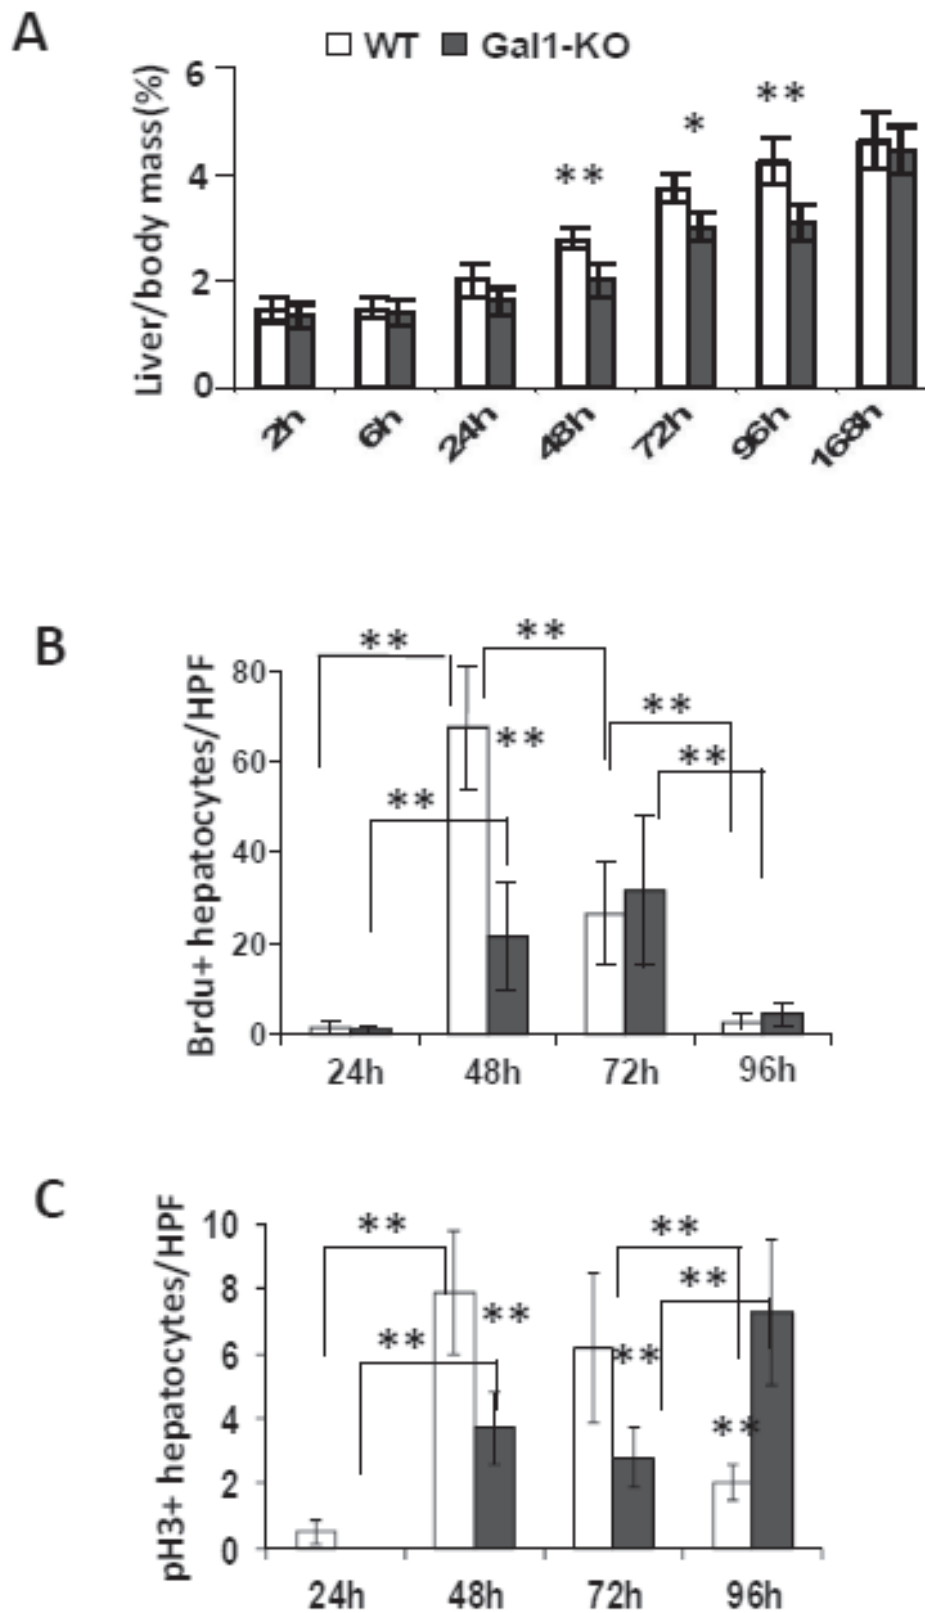 A
WT Gal1-KO
Liver/body mass(%)
6
4
2
0
**
*
**
2h 6h 24h 48h 72h 96h 168h
B
Brdu+ hepatocytes/HPF
80
60
40
20
0
** **
**
**
**
**
24h 48h 72h 96h
C
pH3+ hepatocytes/HPF
10
8
6
4
2
0
** **
**
**
**
**
**
24h 48h 72h 96h